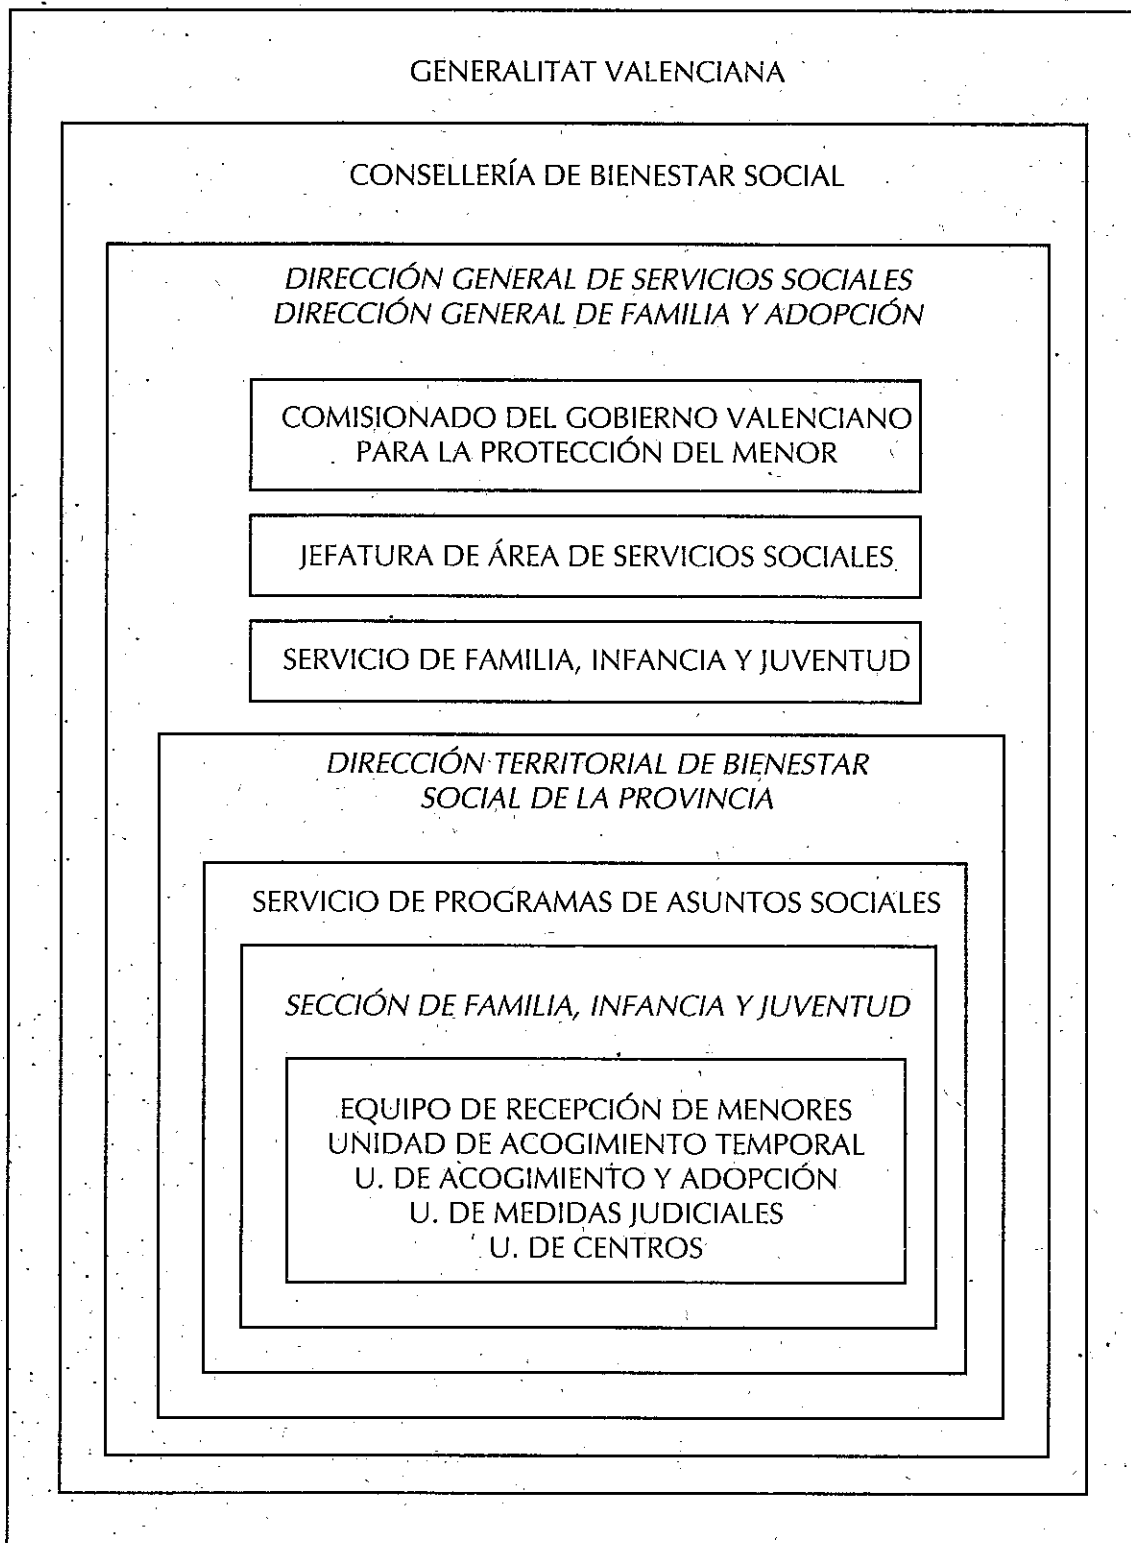 GENERALITAT VALENCIANA
CONSELLERÍA DE BIENESTAR SOCIAL
DIRECCIÓN GENERAL DE SERVICIOS SOCIALES
DIRECCIÓN GENERAL DE FAMILIA Y ADOPCIÓN
COMISIONADO DEL GOBIERNO VALENCIANO
PARA LA PROTECCIÓN DEL MENOR
JEFATURA DE ÁREA DE SERVICIOS SOCIALES
SERVICIO DE FAMILIA, INFANCIA Y JUVENTUD
DIRECCIÓN TERRITORIAL DE BIENESTAR
SOCIAL DE LA PROVINCIA
SERVICIO DE PROGRAMAS DE ASUNTOS SOCIALES
SECCIÓN DE FAMILIA, INFANCIA Y JUVENTUD
EQUIPO DE RECEPCIÓN DE MENORES
UNIDAD DE ACOGIMIENTO TEMPORAL
U. DE ACOGIMIENTO Y ADOPCIÓN
U. DE MEDIDAS JUDICIALES
U. DE CENTROS